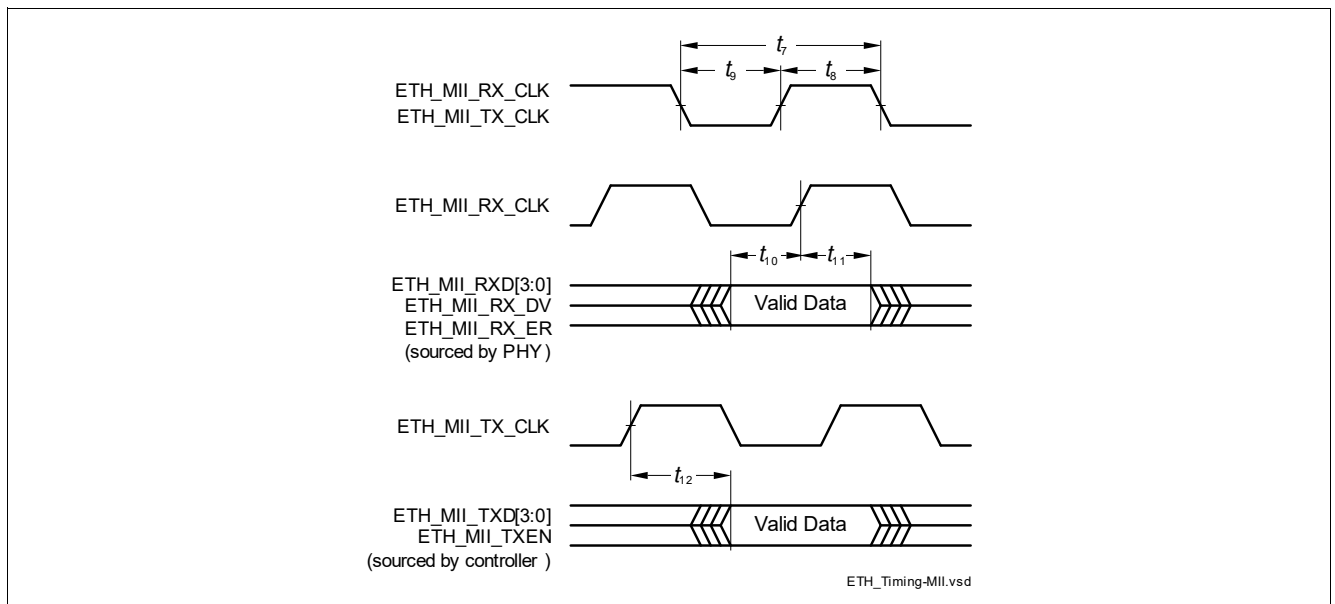 t7
t9 t8
ETH_MII_RX_CLK
ETH_MII_TX_CLK
ETH_MII_RX_CLK
t10 t11
ETH_MII_RXD[3:0]
ETH_MII_RX_DV
ETH_MII_RX_ER
(sourced by PHY )
Valid Data
ETH_MII_TX_CLK
t12
ETH_MII_TXD[3:0]
ETH_MII_TXEN
(sourced by controller )
Valid Data
ETH_Timing-MII.vsd